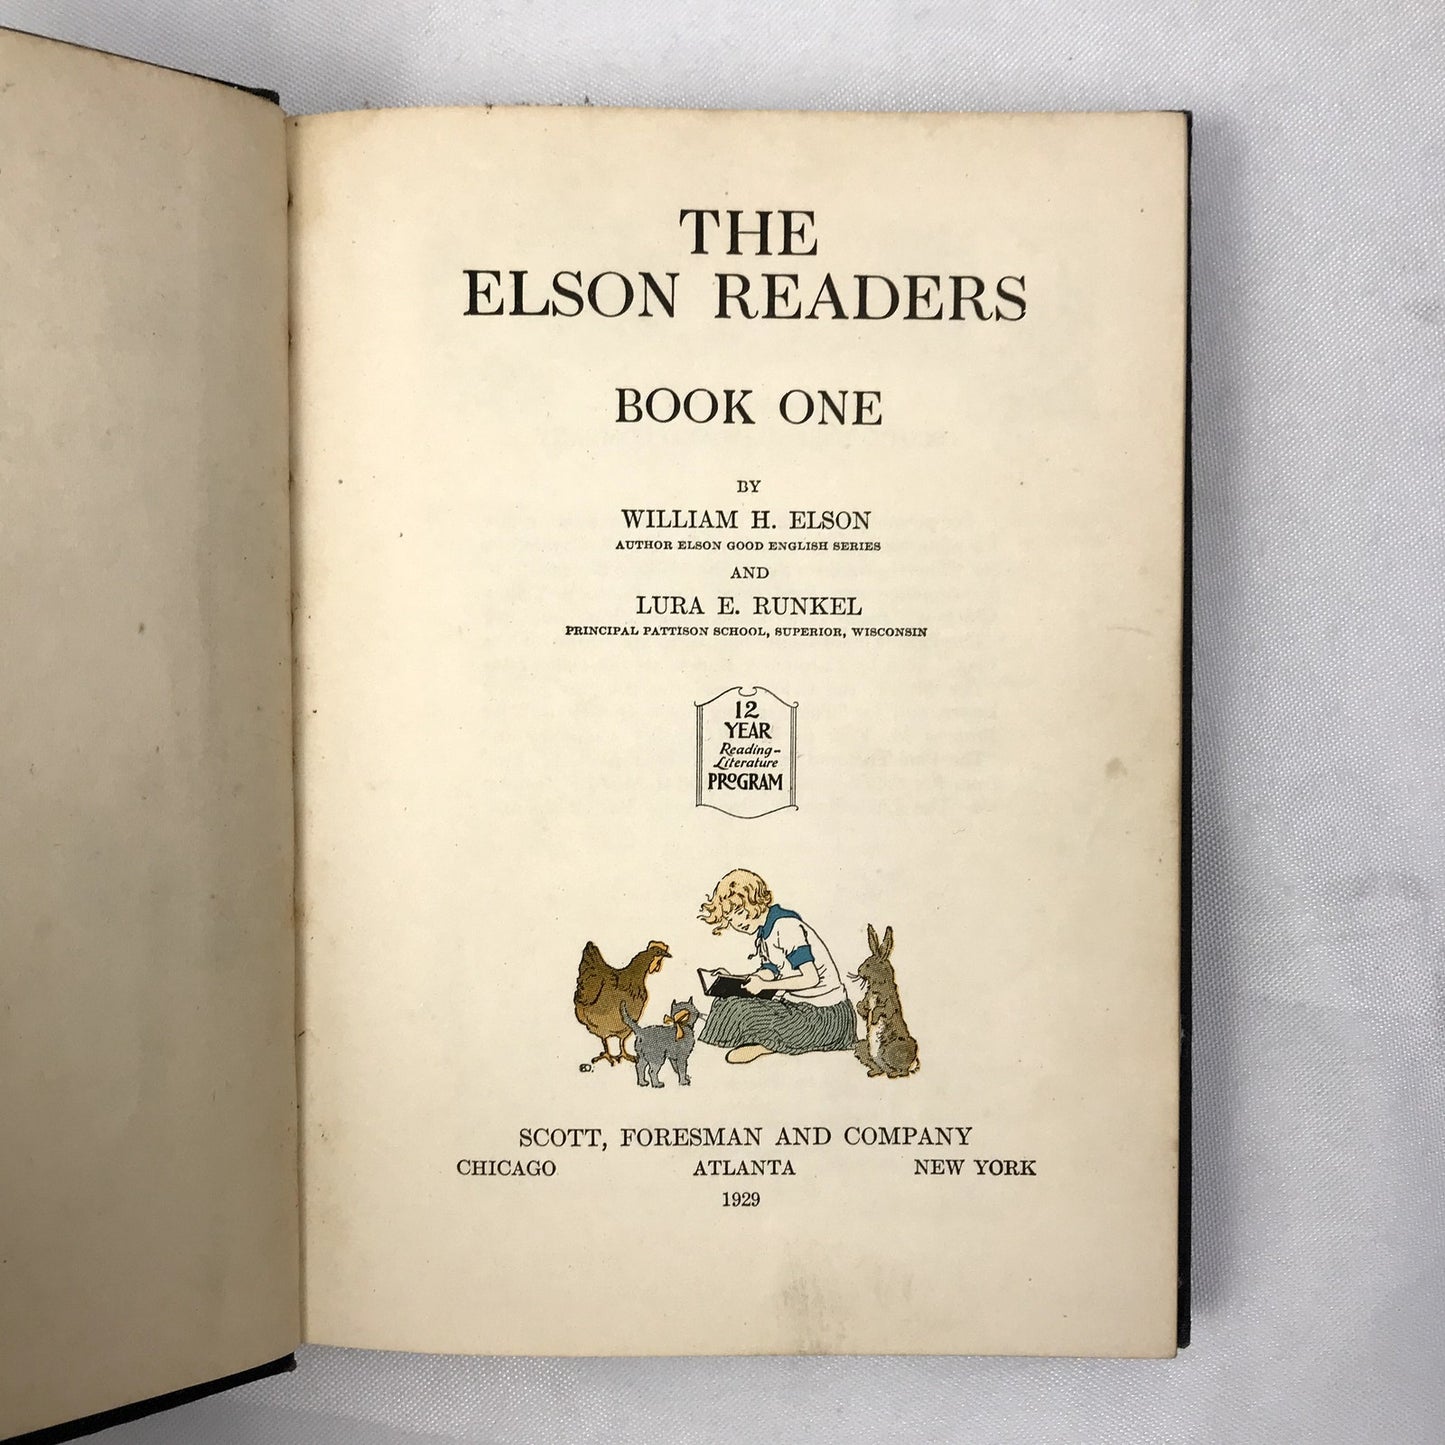 THE
ELSON READERS
BOOK ONE
BY
WILLIAM H. ELSON
AUTHOR ELSON GOOD ENGLISH SERIES
AND
LURA E. RUNKEL
PRINCIPAL PATTISON SCHOOL, SUPERIOR, WISCONSIN
12
YEAR
Reading-
Literature
PROGRAM
SCOTT, FORESMAN AND COMPANY
CHICAGO ATLANTA NEW YORK
1929